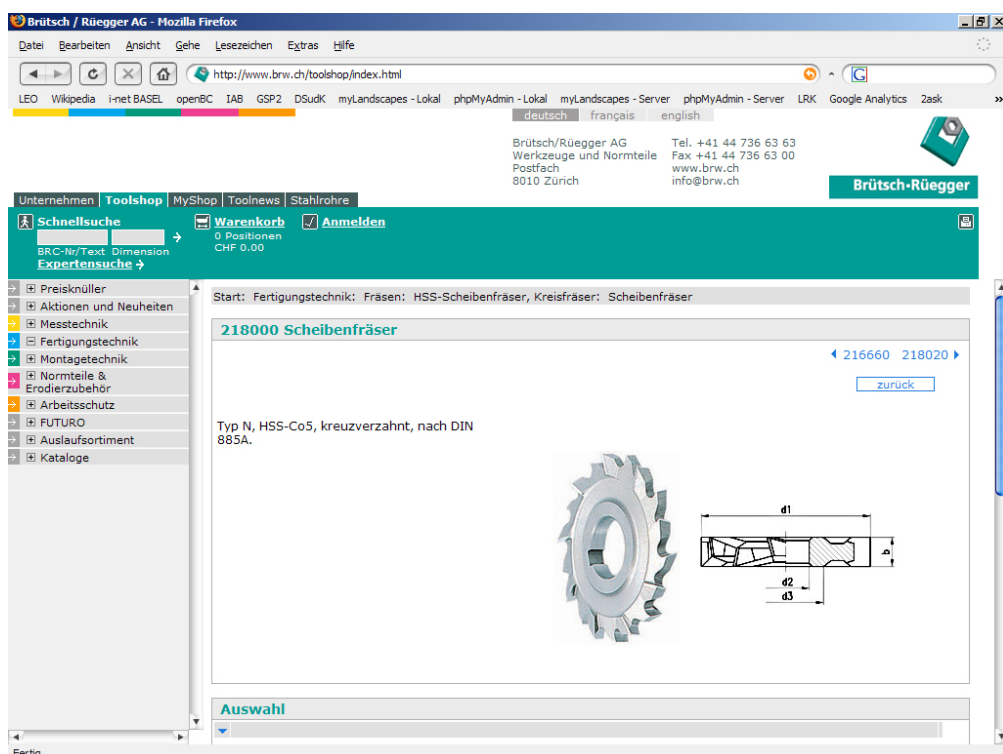 Brütsch / Rüegger AG - Mozilla Firefox
Datei Bearbeiten Ansicht Gehe Lesezeichen Extras Hilfe
http://www.brw.ch/toolshop/index.html
G
LEO Wikipedia i-net BASEL openBC IAB GSP2 DSudK myLandscapes - Lokal phpMyAdmin - Lokal myLandscapes - Server phpMyAdmin - Server LRK Google Analytics 2ask »
deutsch français english
Brütsch/Rüegger AG Tel. +41 44 736 63 63
Werkzeuge und Normteile Fax +41 44 736 63 00
Postfach www.brw.ch
8010 Zürich info@brw.ch
Brütsch·Rüegger
Unternehmen Toolshop MyShop Toolnews Stahlrohre
Schnellsuche Warenkorb Anmelden
0 Positionen
CHF 0.00
BRC-Nr/Text Dimension
Expertensuche →
Preisknüller
Aktionen und Neuheiten
Messtechnik
Fertigungstechnik
Montagetechnik
Normteile &
Erodierzubehör
Arbeitsschutz
FUTURO
Auslaufsortiment
Kataloge
Start: Fertigungstechnik: Fräsen: HSS-Scheibenfräser, Kreisfräser: Scheibenfräser
218000 Scheibenfräser
216660 218020
zurück
Typ N, HSS-Co5, kreuzverzahnt, nach DIN
885A.
d1
b
d2
d3
Auswahl
Fertig